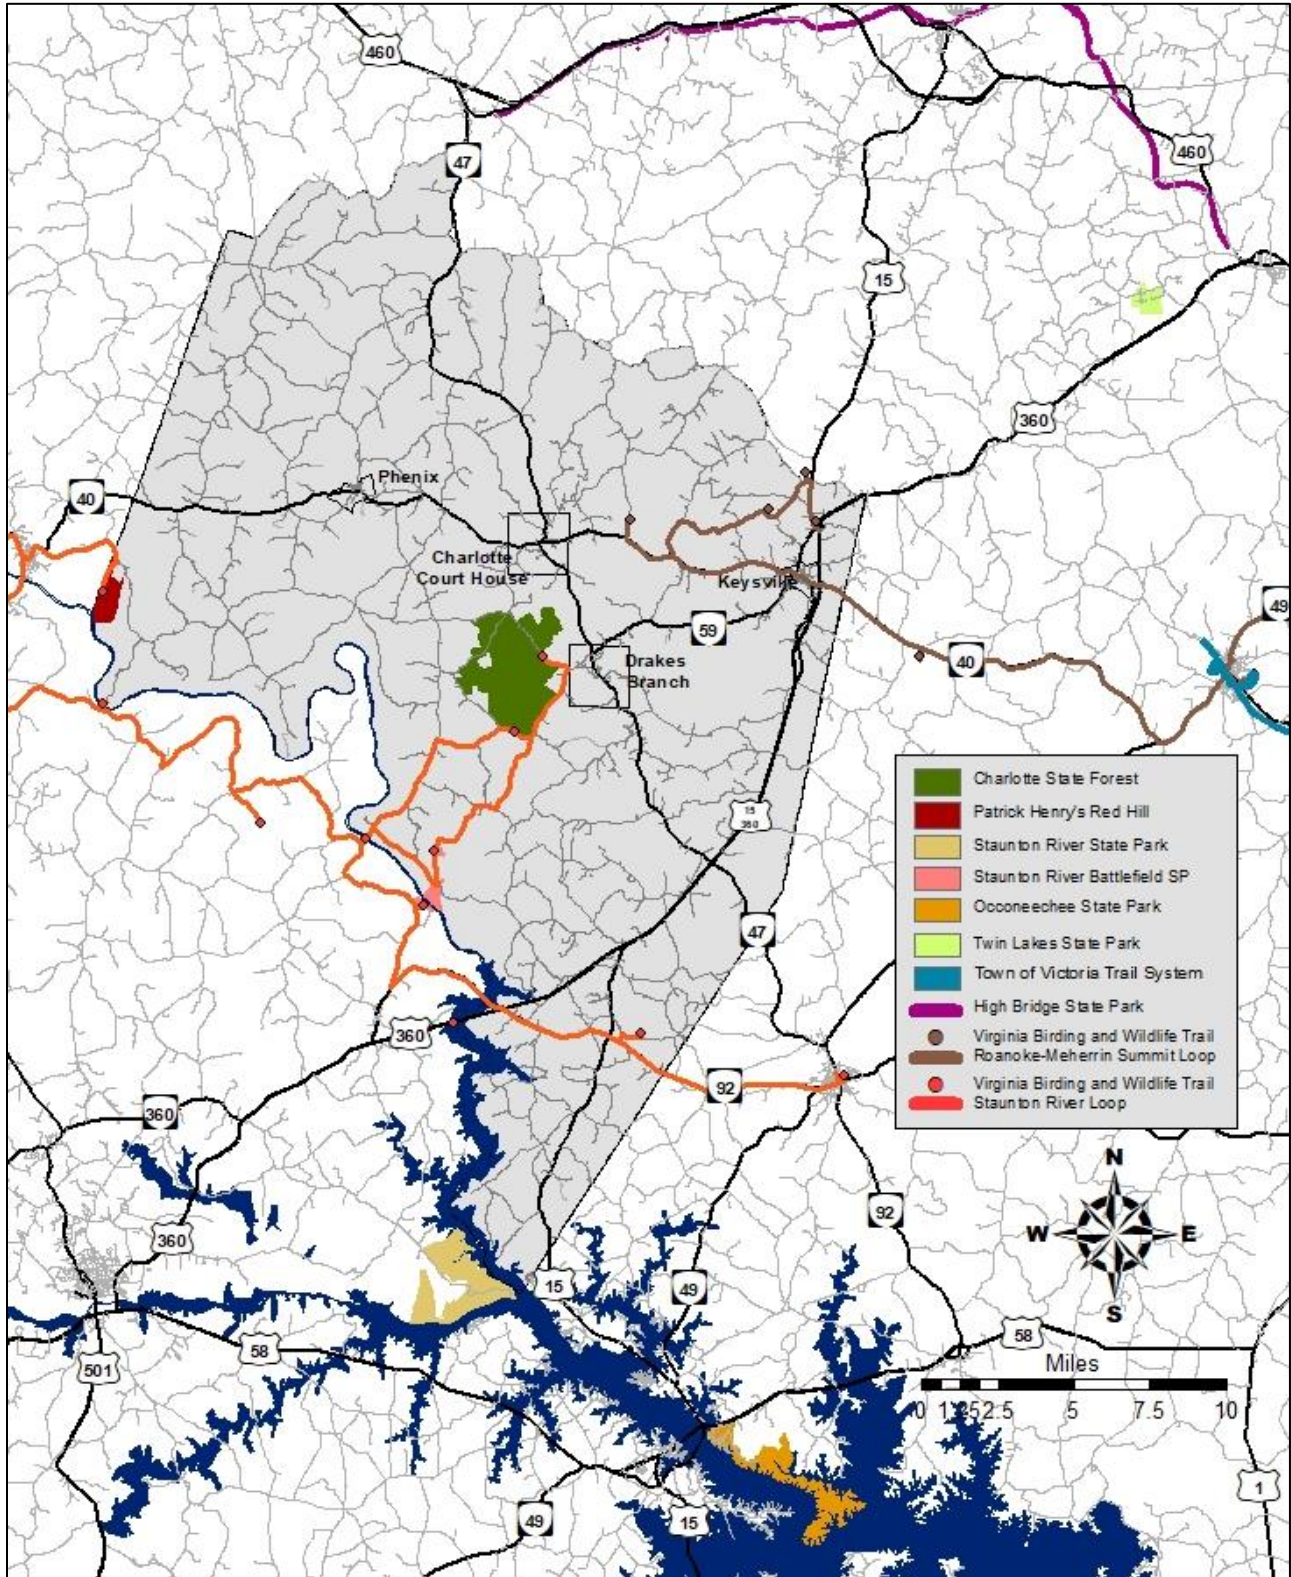 460
47
460
15
360
Phenix
40
Charlotte
Court House
Keysville
49
59
40
Drakes
Branch
Charlotte State Forest
Patrick Henry's Red Hill
15
360
Staunton River State Park
Staunton River Battlefield SP
Occoneechee State Park
47
Twin Lakes State Park
Town of Victoria Trail System
High Bridge State Park
360
Virginia Birding and Wildlife Trail
Roanoke-Meherrin Summit Loop
92
Virginia Birding and Wildlife Trail
Staunton River Loop
360
N
92
360
W
E
15
49
S
58
58
Miles
501
0 1.25 2.5 5 7.5 10
1
49
15